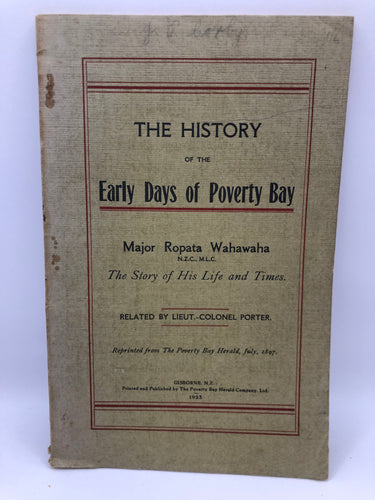 THE HISTORY
OF THE
Early Days of Poverty Bay
Major Ropata Wahawaha
N.Z.C., M.L.C.
The Story of His Life and Times.
RELATED BY LIEUT.-COLONEL PORTER.
Reprinted from The Poverty Bay Herald, July, 1897.
GISBORNE, N.Z.
Printed and Published by The Poverty Bay Herald Company, Ltd.
1923